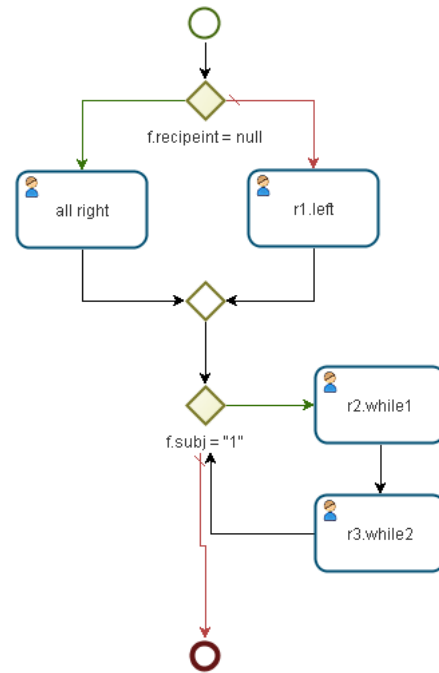 f.recipeint = null
all right
r1.left
r2.while1
f.subj = "1"
r3.while2